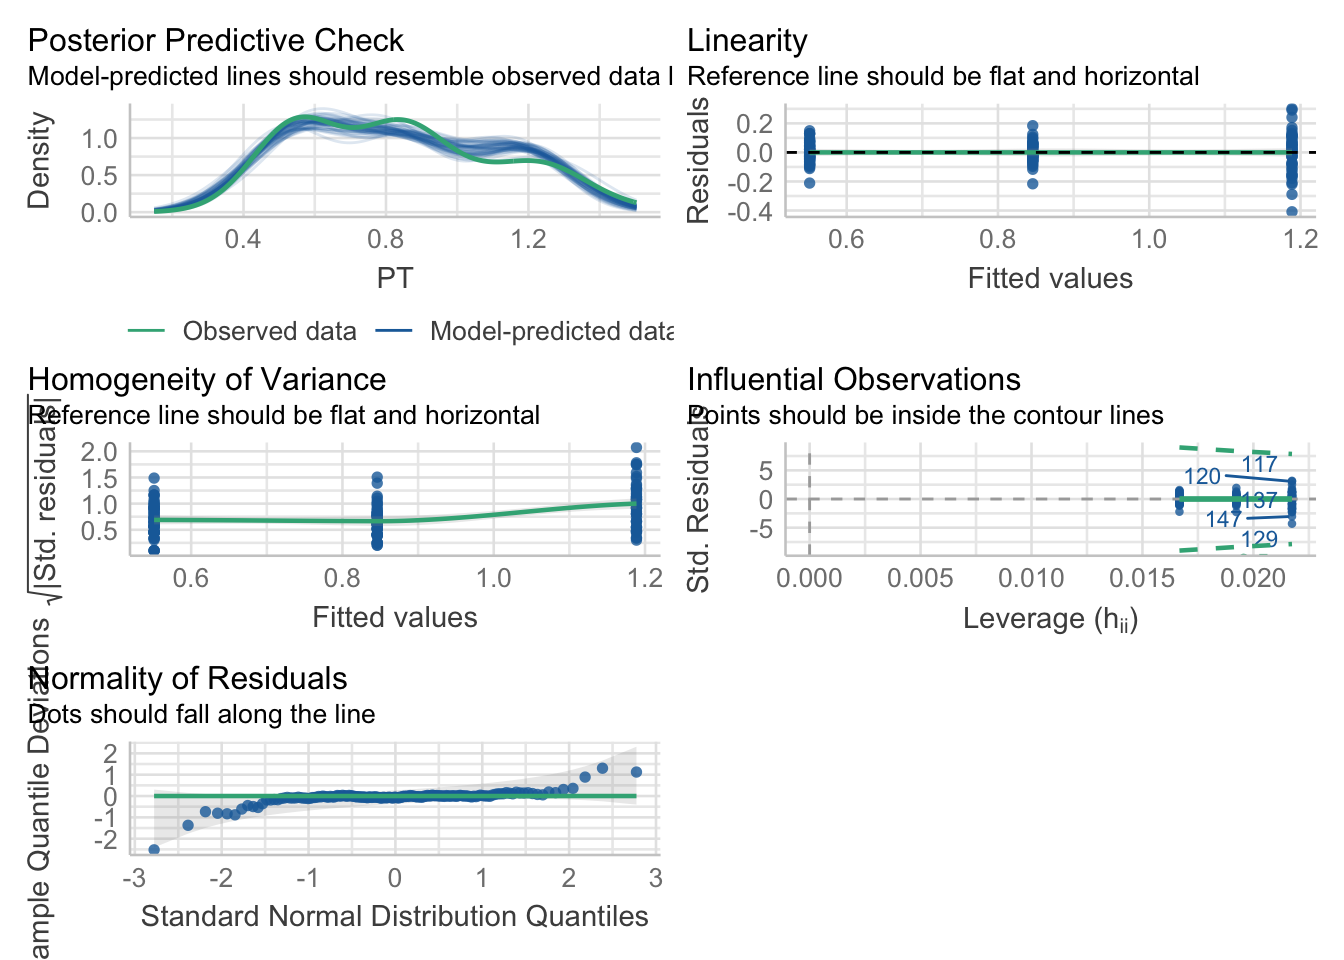 Posterior Predictive Check
Model-predicted lines should resemble observed data l
Density
1.0
0.5
0.0
0.4 0.8 1.2
PT
Observed data Model-predicted data
Linearity
Reference line should be flat and horizontal
Residuals
0.2
0.0
-0.2
-0.4
0.6 0.8 1.0 1.2
Fitted values
Homogeneity of Variance
Reference line should be flat and horizontal
√|Std. residuals|
2.0
1.5
1.0
0.5
0.6 0.8 1.0 1.2
Fitted values
Influential Observations
Points should be inside the contour lines
Std. Residuals
5
0
-5
117
120
137
147
129
0.000 0.005 0.010 0.015 0.020
Leverage (hii)
Normality of Residuals
Dots should fall along the line
ample Quantile Deviations
2
1
0
-1
-2
-3 -2 -1 0 1 2 3
Standard Normal Distribution Quantiles